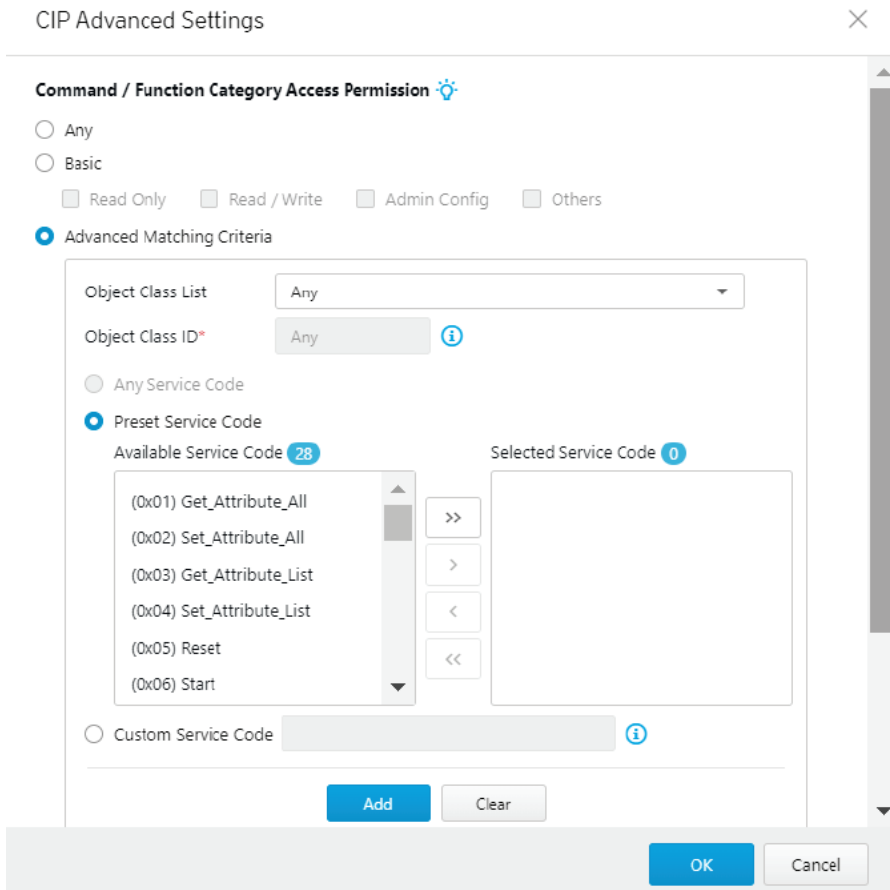 CIP Advanced Settings
Command / Function Category Access Permission
Any
Basic
Read Only Read / Write Admin Config Others
Advanced Matching Criteria
Object Class List Any
Object Class ID* Any
Any Service Code
Preset Service Code
Available Service Code 28 Selected Service Code 0
(0x01) Get_Attribute_All
(0x02) Set_Attribute_All
(0x03) Get_Attribute_List
(0x04) Set_Attribute_List
(0x05) Reset
(0x06) Start
>>
>
<
<<
Custom Service Code
Add Clear
OK Cancel